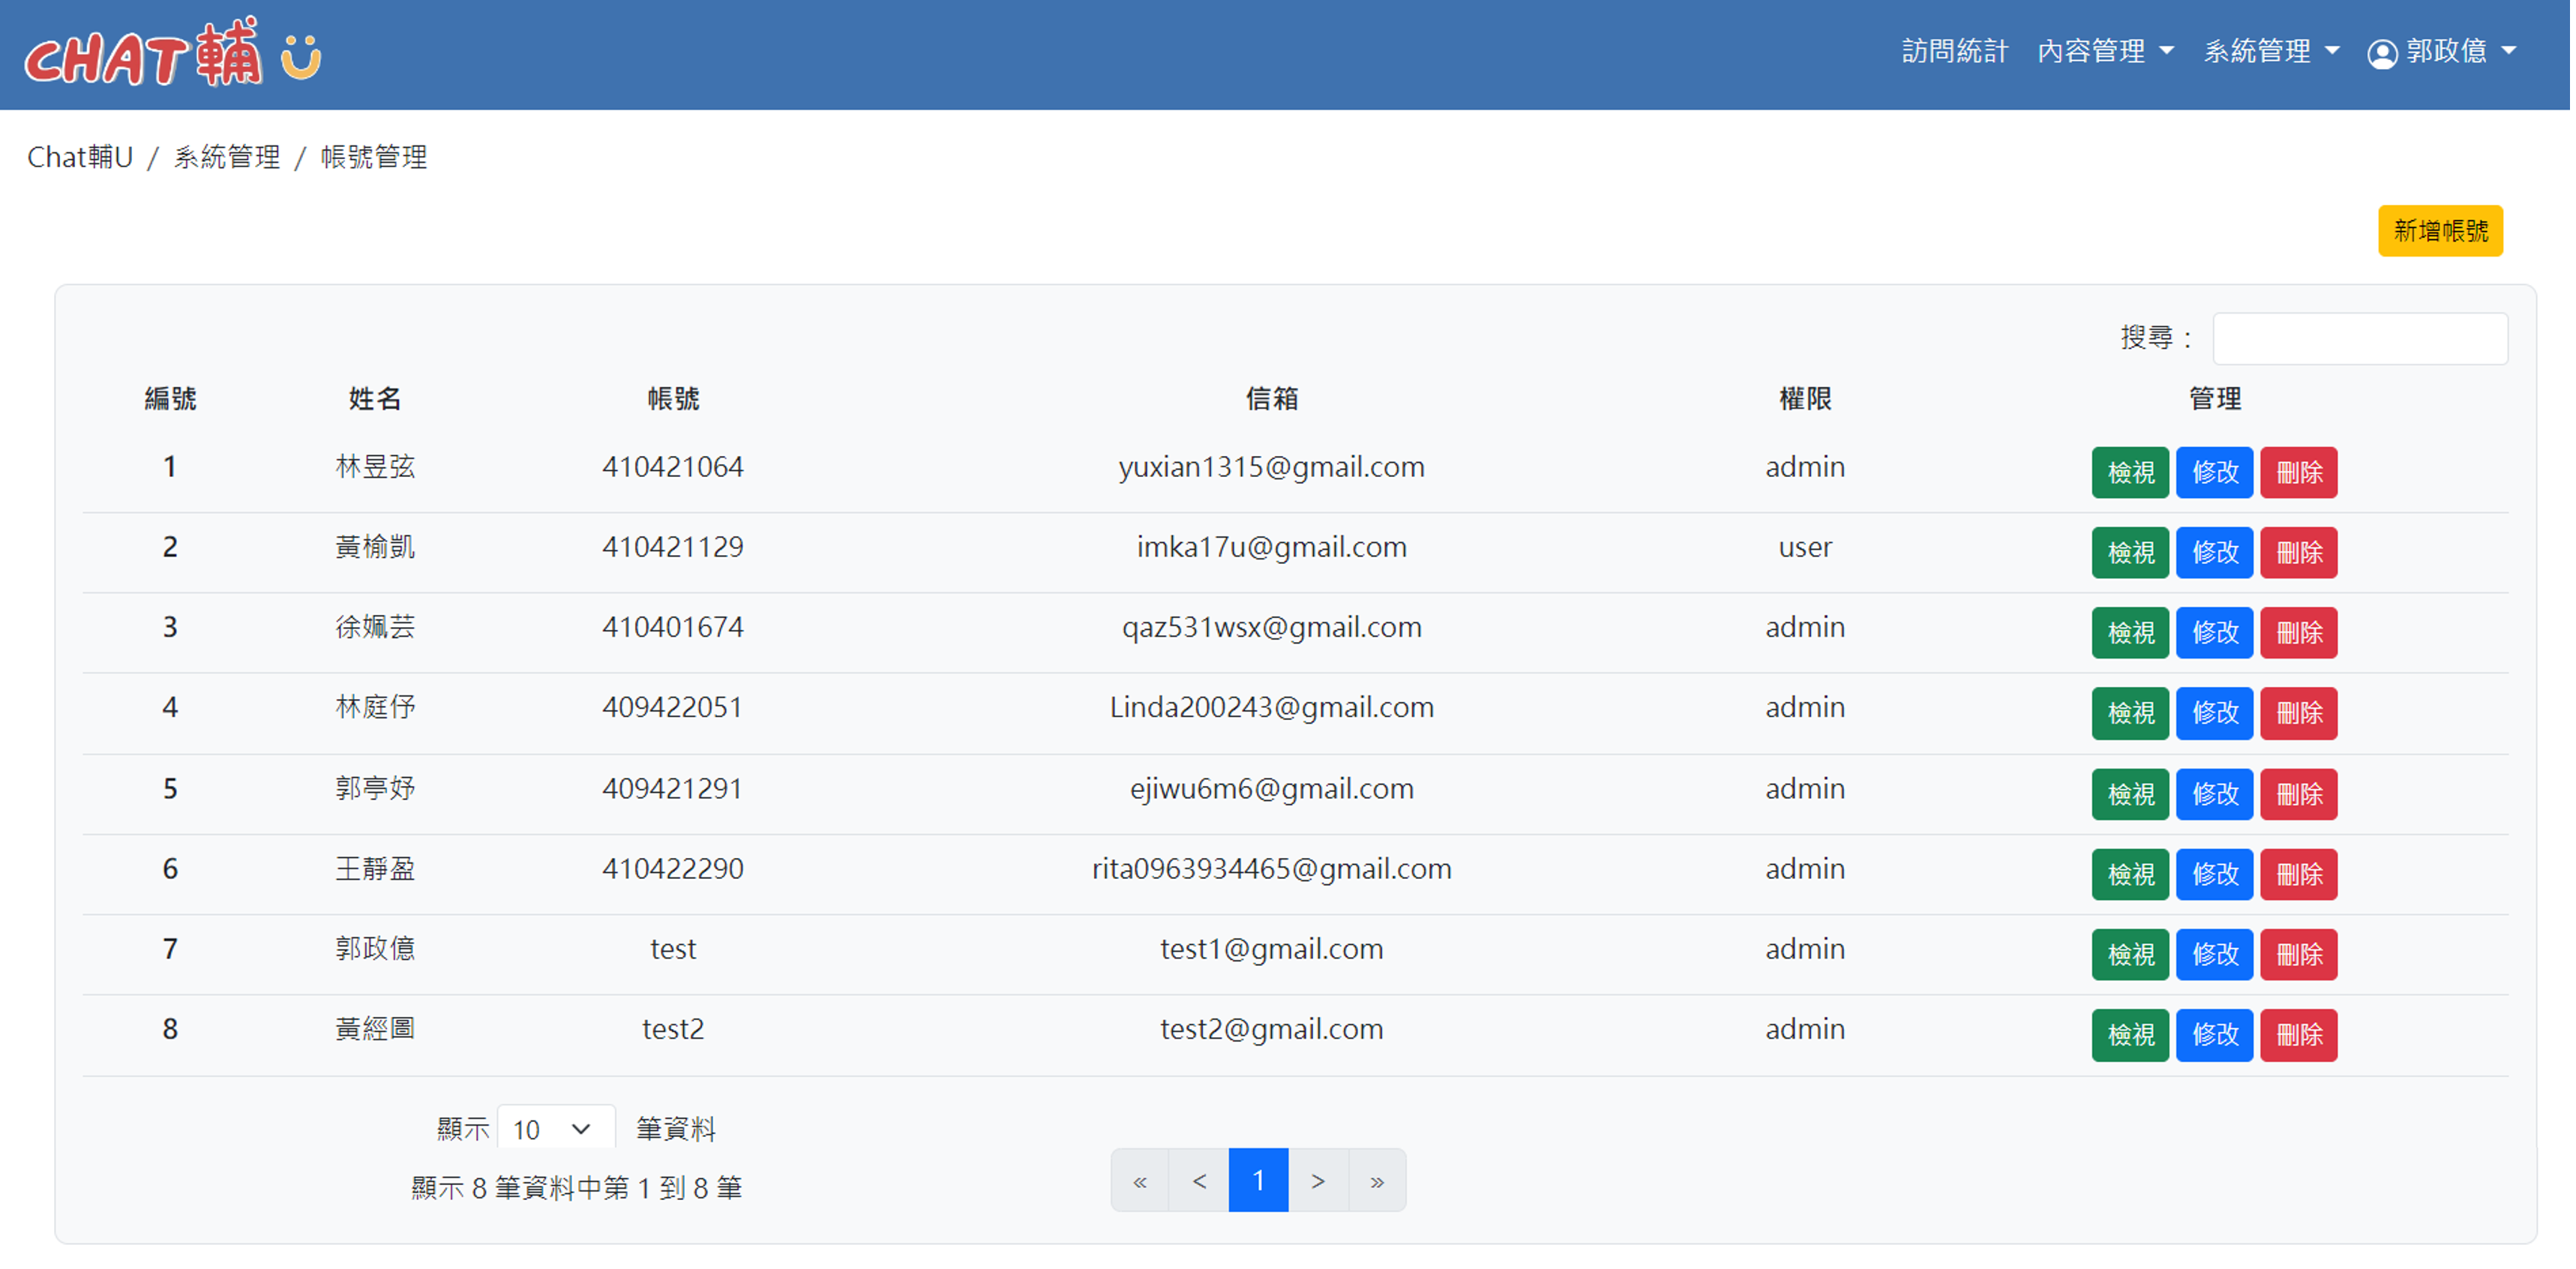 CHAT輔U 訪問統計 內容管理 系統管理 郭政億
Chat輔U / 系統管理 / 帳號管理
新增帳號
搜尋：
編號 姓名 帳號 信箱 權限 管理
1 林昱弦 410421064 yuxian1315@gmail.com admin 檢視 修改 刪除
2 黃榆凱 410421129 imka17u@gmail.com user 檢視 修改 刪除
3 徐姵芸 410401674 qaz531wsx@gmail.com admin 檢視 修改 刪除
4 林庭伃 409422051 Linda200243@gmail.com admin 檢視 修改 刪除
5 郭亭妤 409421291 ejiwu6m6@gmail.com admin 檢視 修改 刪除
6 王靜盈 410422290 rita0963934465@gmail.com admin 檢視 修改 刪除
7 郭政億 test test1@gmail.com admin 檢視 修改 刪除
8 黃經圖 test2 test2@gmail.com admin 檢視 修改 刪除
顯示 10 筆資料
顯示 8 筆資料中第 1 到 8 筆
« < 1 > »